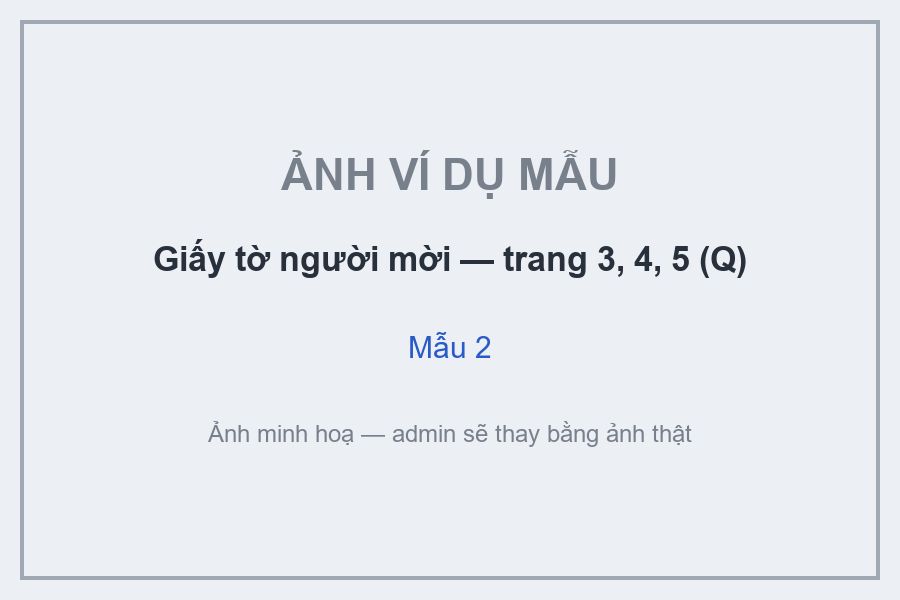 ẢNH VÍ DỤ MẪU
Giấy tờ người mời — trang 3, 4, 5 (Q)
Mẫu 2
Ảnh minh hoạ — admin sẽ thay bằng ảnh thật